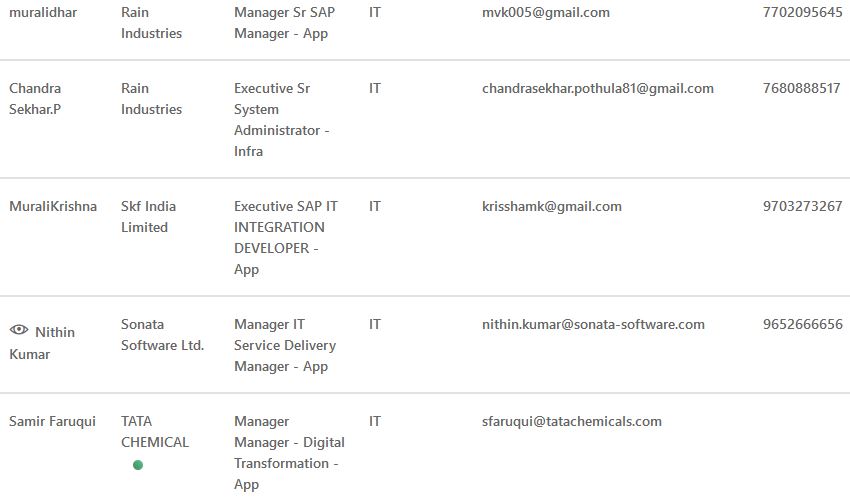 muralidhar Rain Manager Sr SAP IT mvk005@gmail.com 7702095645
Industries Manager - App
Chandra Rain Executive Sr IT chandrasekhar.pothula81@gmail.com 7680888517
Sekhar.P Industries System
Administrator -
Infra
MuraliKrishna Skf India Executive SAP IT IT krisshamk@gmail.com 9703273267
Limited INTEGRATION
DEVELOPER -
App
Nithin Sonata Manager IT IT nithin.kumar@sonata-software.com 9652666656
Kumar Software Ltd. Service Delivery
Manager - App
Samir Faruqui TATA Manager IT sfaruqui@tatachemicals.com
CHEMICAL Manager - Digital
Transformation -
App